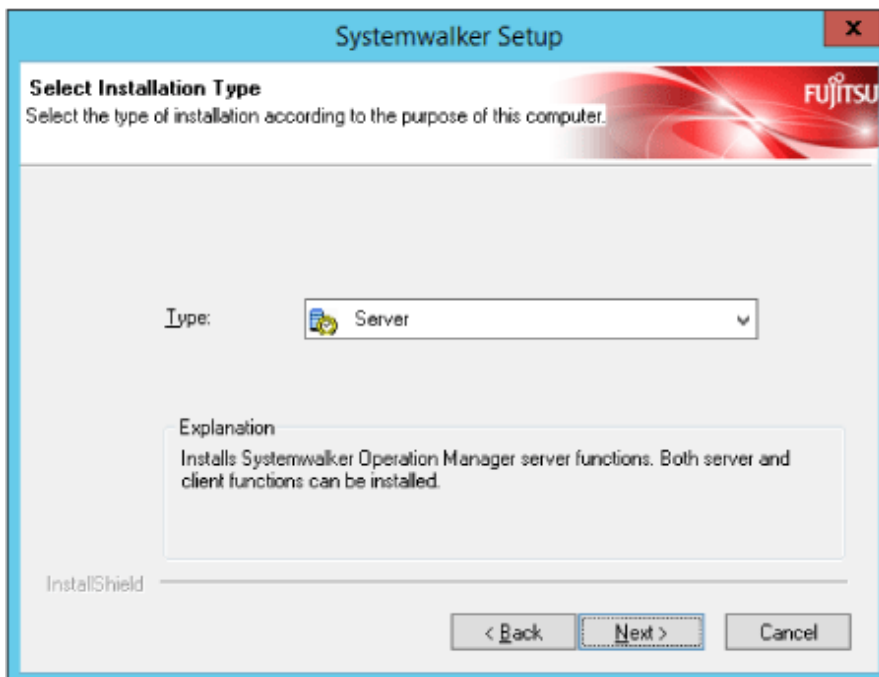 Systemwalker Setup
x
Select Installation Type
FUJITSU
Select the type of installation according to the purpose of this computer.
Type:
Server
Explanation
Installs Systemwalker Operation Manager server functions. Both server and
client functions can be installed.
InstallShield
< Back
Next >
Cancel